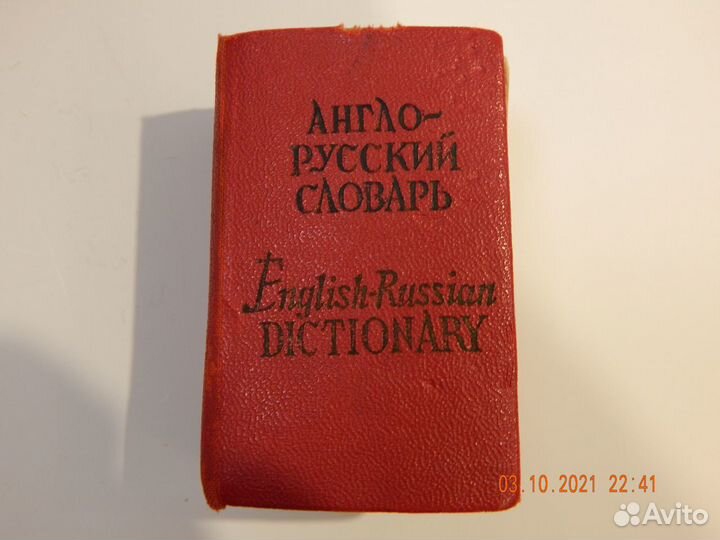 АНГЛО-
РУССКИЙ
СЛОВАРЬ
English-Russian
DICTIONARY
03.10.2021 22:41
Avito